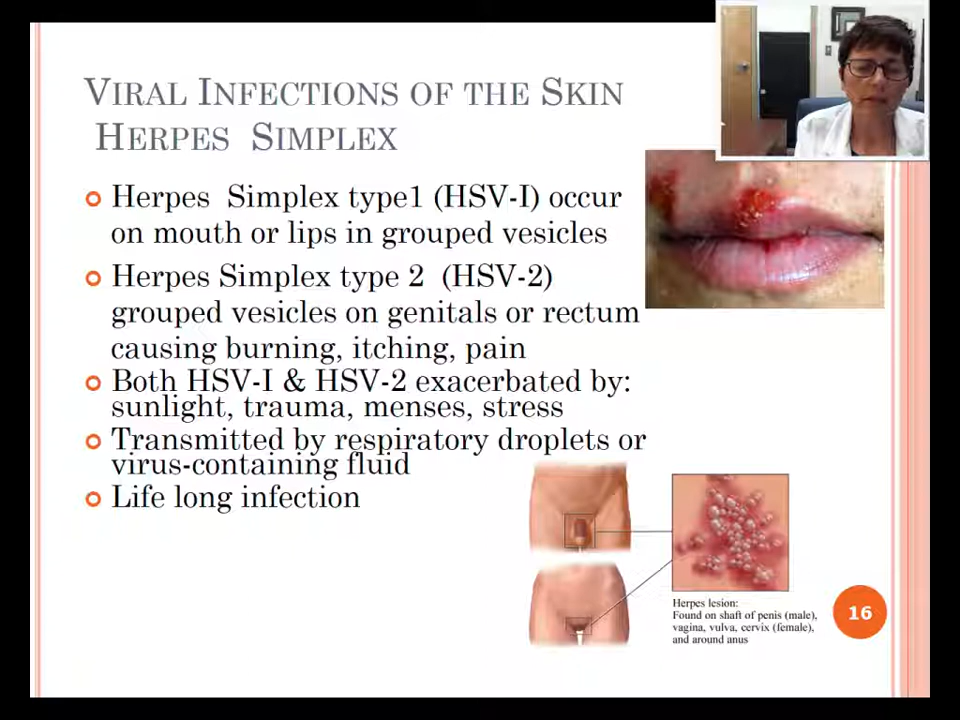 VIRAL INFECTIONS OF THE SKIN
HERPES SIMPLEX
Herpes Simplex type1 (HSV-I) occur
on mouth or lips in grouped vesicles
Herpes Simplex type 2 (HSV-2)
grouped vesicles on genitals or rectum
causing burning, itching, pain
Both HSV-I & HSV-2 exacerbated by:
sunlight, trauma, menses, stress
Transmitted by respiratory droplets or
virus-containing fluid
Life long infection
Herpes lesion:
Found on shaft of penis (male),
vagina, vulva, cervix (female),
and around anus
16